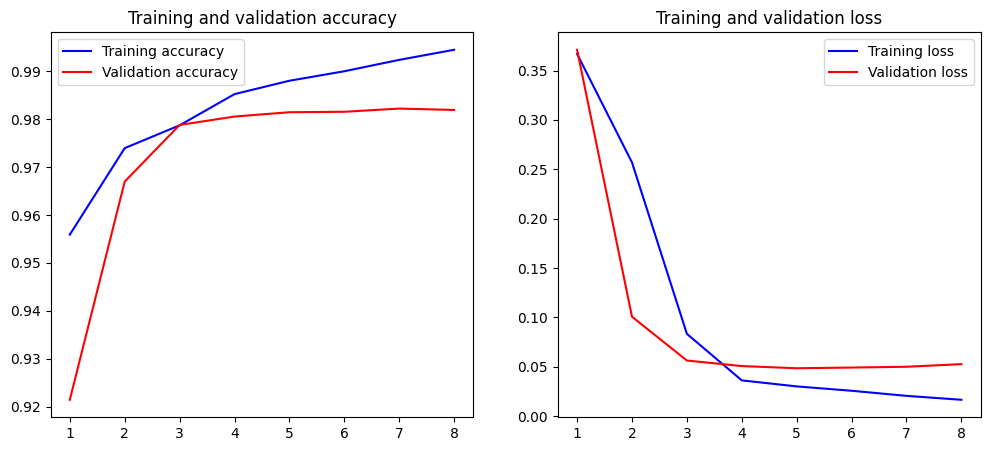 Training and validation accuracy
Training accuracy
Validation accuracy
0.99
0.98
0.97
0.96
0.95
0.94
0.93
0.92
1 2 3 4 5 6 7 8
Training and validation loss
Training loss
Validation loss
0.35
0.30
0.25
0.20
0.15
0.10
0.05
0.00
1 2 3 4 5 6 7 8